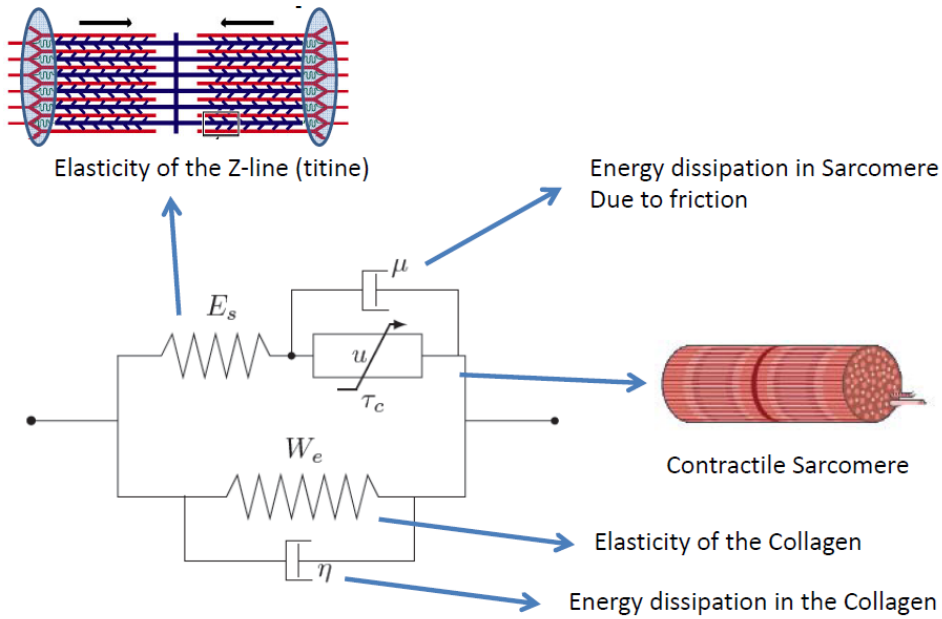 Elasticity of the Z-line (titine)
Energy dissipation in Sarcomere
Due to friction
μ
E_s
u
τ_c
W_e
Contractile Sarcomere
Elasticity of the Collagen
η
Energy dissipation in the Collagen